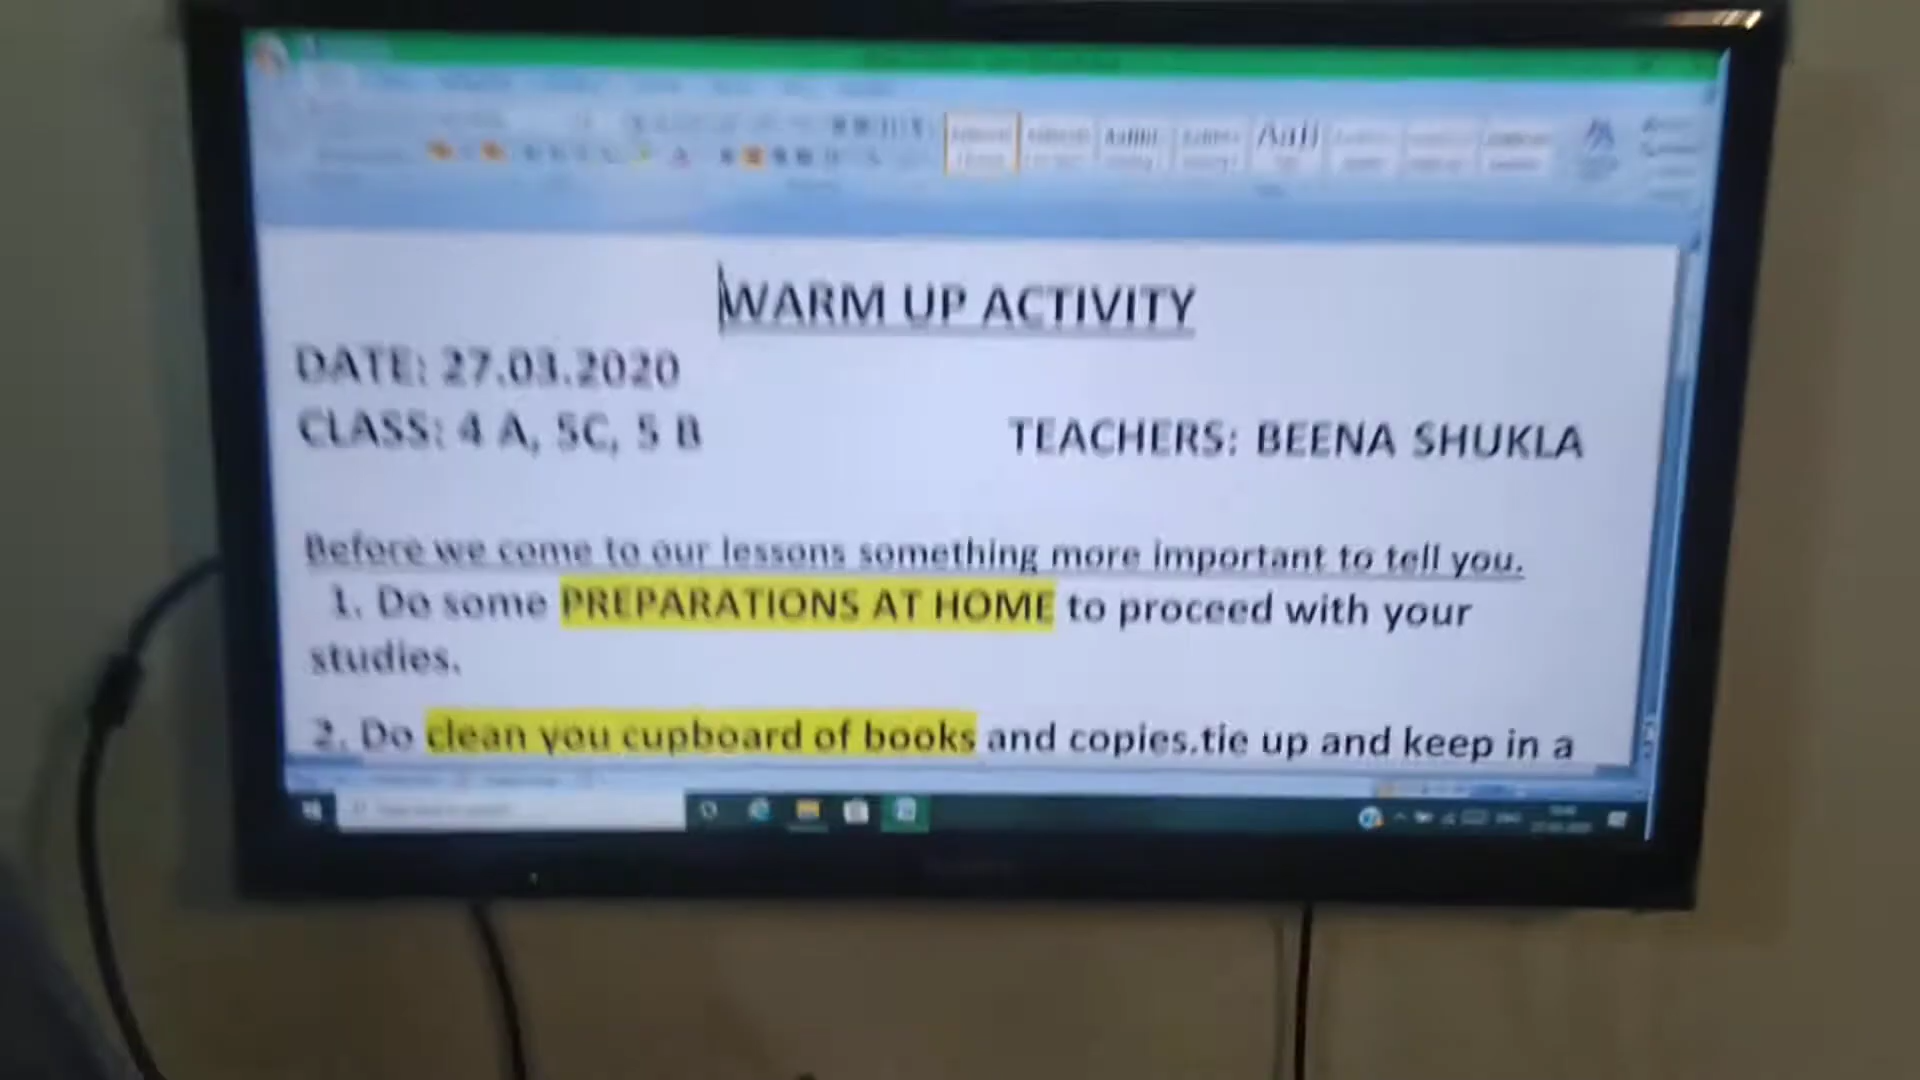 WARM UP ACTIVITY
DATE: 27.03.2020
CLASS: 4 A, 5C, 5 B
TEACHERS: BEENA SHUKLA
Before we come to our lessons something more important to tell you.
1. Do some PREPARATIONS AT HOME to proceed with your
studies.
2. Do clean you cupboard of books and copies.tie up and keep in a